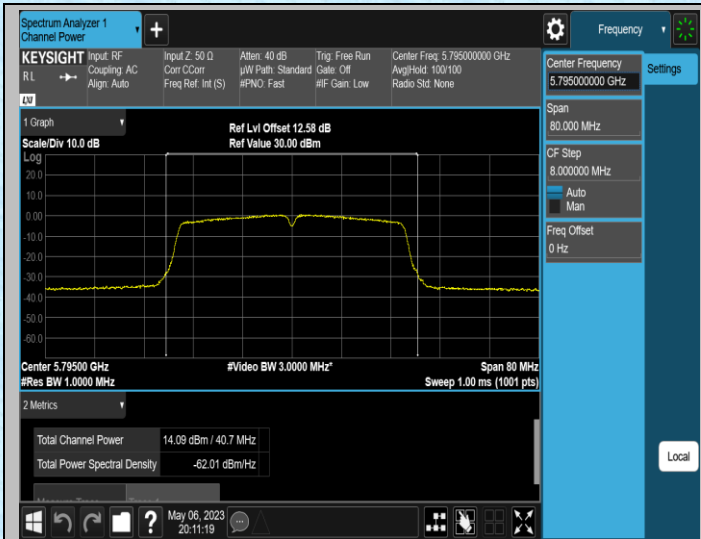 Spectrum Analyzer 1
Channel Power
+
Frequency
KEYSIGHT
RL
LXI
Input: RF
Coupling: AC
Align: Auto
Input Z: 50 Ω
Corr CCorr
Freq Ref: Int (S)
Atten: 40 dB
µW Path: Standard
#PNO: Fast
Trig: Free Run
Gate: Off
#IF Gain: Low
Center Freq: 5.795000000 GHz
Avg|Hold: 100/100
Radio Std: None
Center Frequency
5.795000000 GHz
Settings
Span
80.000 MHz
CF Step
8.000000 MHz
Auto
Man
Freq Offset
0 Hz
1 Graph
Scale/Div 10.0 dB
Ref Lvl Offset 12.58 dB
Ref Value 30.00 dBm
Log
20.0
10.0
0.00
-10.0
-20.0
-30.0
-40.0
-50.0
-60.0
Center 5.79500 GHz
#Res BW 1.0000 MHz
#Video BW 3.0000 MHz*
Span 80 MHz
Sweep 1.00 ms (1001 pts)
2 Metrics
Total Channel Power 14.09 dBm / 40.7 MHz
Total Power Spectral Density -62.01 dBm/Hz
Local
?
May 06, 2023
20:11:19